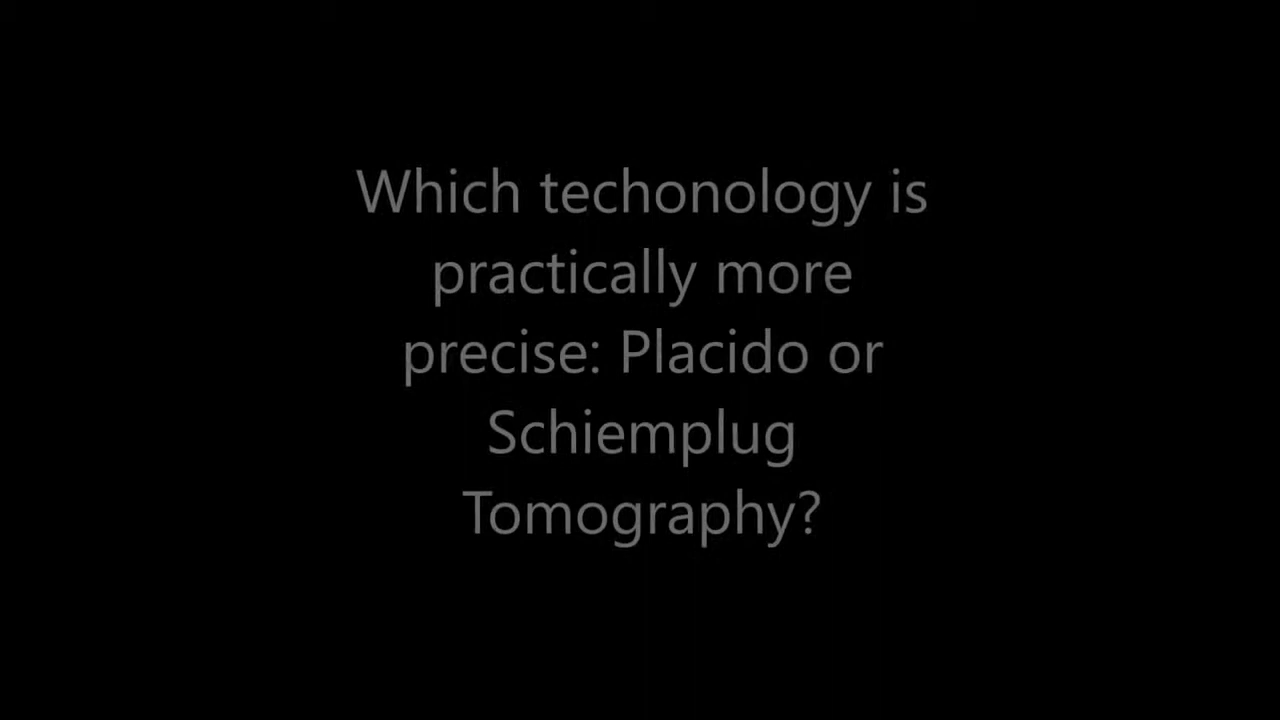 Which techonology is
practically more
precise: Placido or
Schiemplug
Tomography?